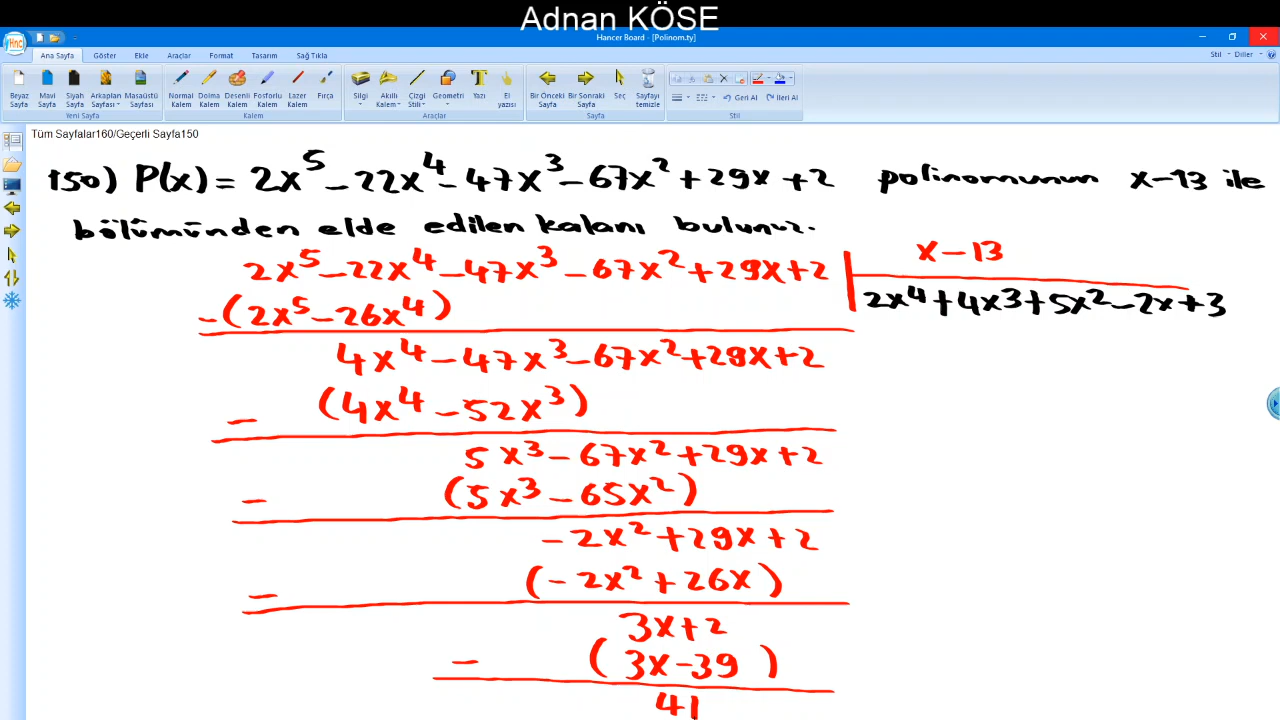 Adnan KÖSE
Hancer Board - [Polinom.ty]
Ana Sayfa Göster Ekle Araçlar Format Tasarım Sağ Tıkla Stil Diller
Beyaz Sayfa Mavi Sayfa Siyah Sayfa Arkaplan Sayfası Masaüstü Sayfası Normal Kalem Dolma Kalem Desenli Kalem Fosforlu Kalem Lazer Kalem Fırça Silgi Akıllı Kalem Çizgi Stili Geometri Yazı El yazısı Bir Önceki Sayfa Bir Sonraki Sayfa Seç Sayfayı temizle Geri Al İleri Al
Yeni Sayfa Kalem Araçlar Sayfa Stil
Tüm Sayfalar160/Geçerli Sayfa150
150) P(x) = 2x⁵ - 22x⁴ - 47x³ - 67x² + 29x + 2 polinomunun x - 13 ile
bölümünden elde edilen kalanı bulunuz.
x - 13
2x⁵ - 22x⁴ - 47x³ - 67x² + 29x + 2
2x⁴ + 4x³ + 5x² - 2x + 3
- (2x⁵ - 26x⁴)
4x⁴ - 47x³ - 67x² + 29x + 2
- (4x⁴ - 52x³)
5x³ - 67x² + 29x + 2
- (5x³ - 65x²)
-2x² + 29x + 2
- (-2x² + 26x)
3x + 2
- (3x - 39)
41